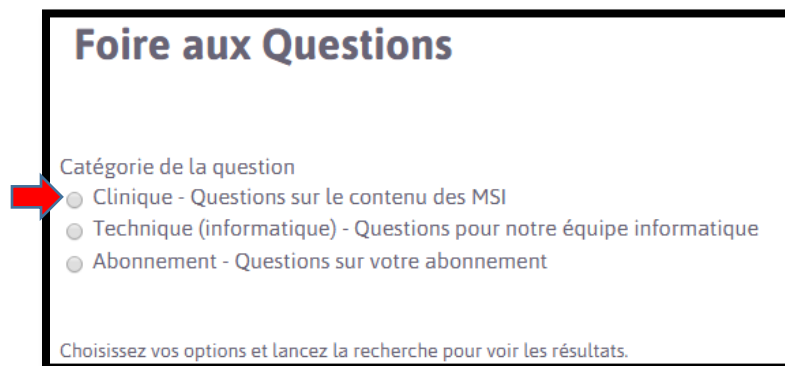 Foire aux Questions
Catégorie de la question
Clinique - Questions sur le contenu des MSI
Technique (informatique) - Questions pour notre équipe informatique
Abonnement - Questions sur votre abonnement
Choisissez vos options et lancez la recherche pour voir les résultats.